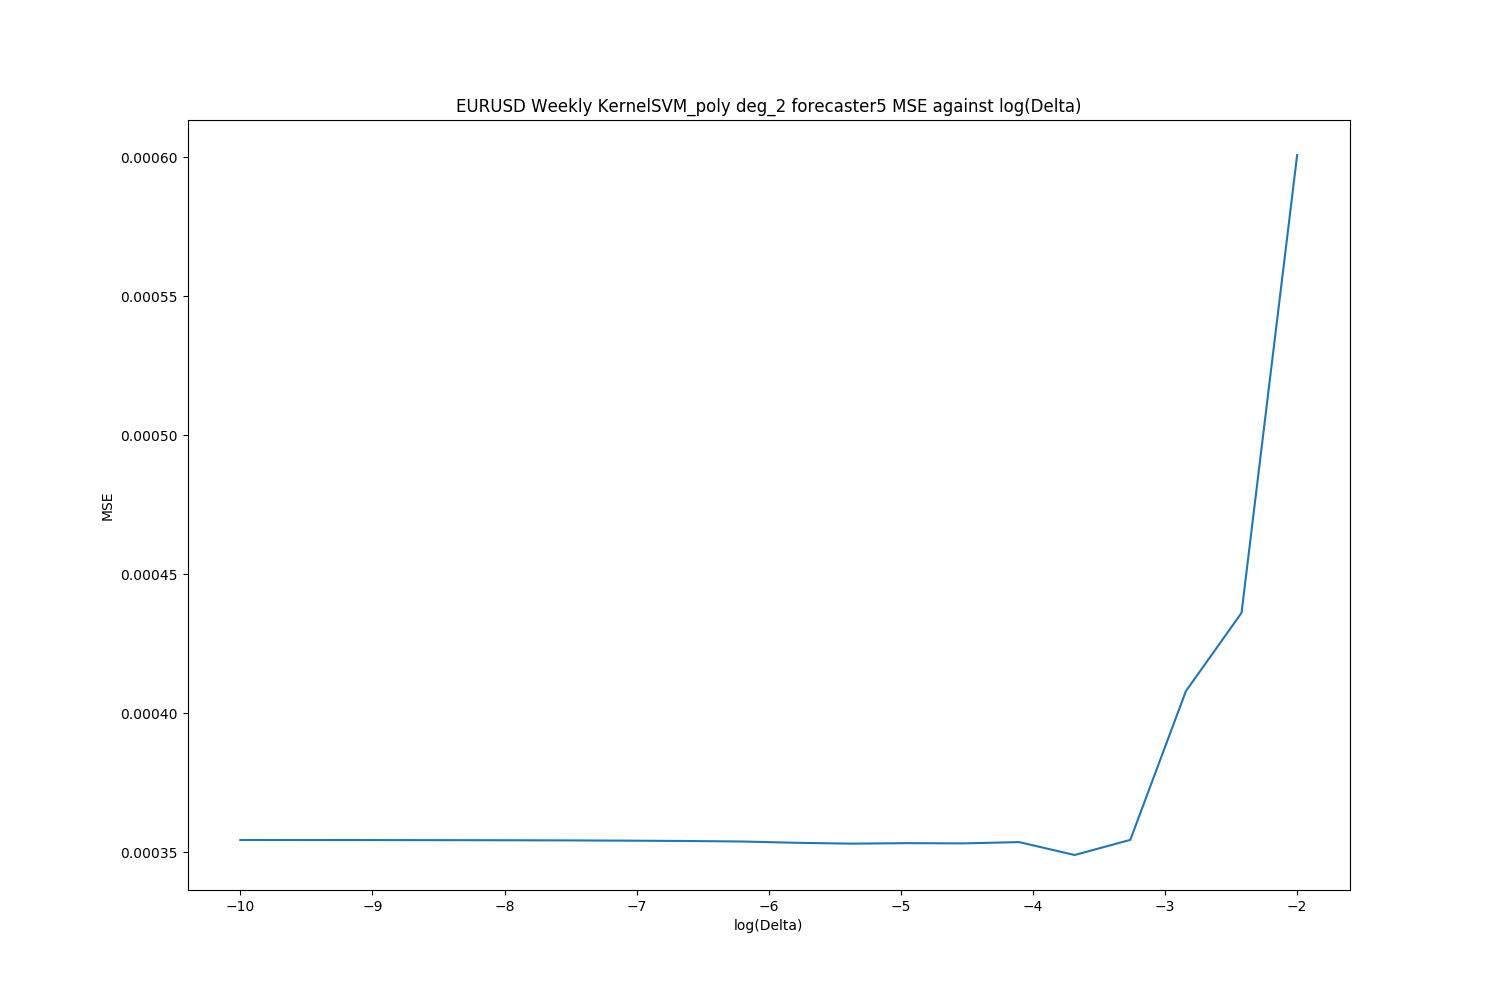 EURUSD Weekly KernelSVM_poly deg_2 forecaster5 MSE against log(Delta)
0.00060
0.00055
0.00050
0.00045
0.00040
0.00035
MSE
−10 −9 −8 −7 −6 −5 −4 −3 −2
log(Delta)